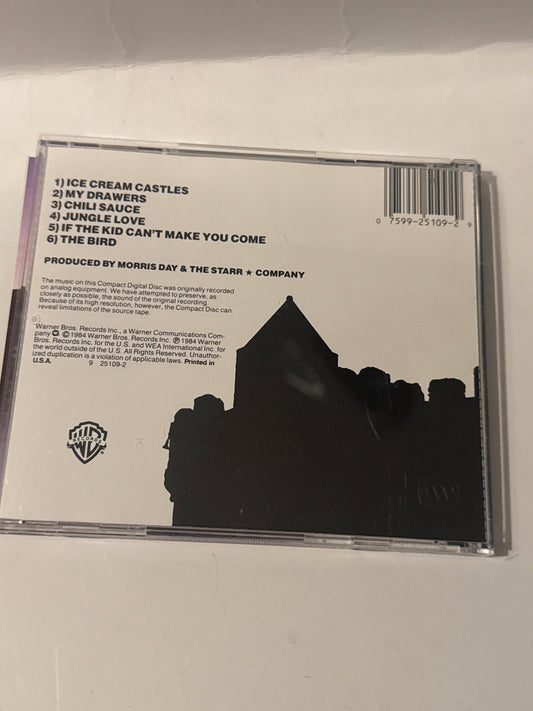 1) ICE CREAM CASTLES
2) MY DRAWERS
3) CHILI SAUCE
4) JUNGLE LOVE
5) IF THE KID CAN'T MAKE YOU COME
6) THE BIRD
PRODUCED BY MORRIS DAY & THE STARR ★ COMPANY
The music on this Compact Digital Disc was originally recorded
on analog equipment. We have attempted to preserve, as
closely as possible, the sound of the original recording.
Because of its high resolution, however, the Compact Disc can
reveal limitations of the source tape.
Warner Bros. Records Inc., a Warner Communications Com-
pany ©1984 Warner Bros. Records Inc. ℗1984 Warner
Bros. Records Inc. for the U.S. and WEA International Inc. for
the world outside of the U.S. All Rights Reserved. Unauthor-
ized duplication is a violation of applicable laws. Printed in
U.S.A. 9 25109-2
0 7599-25109-2 9
WB
RECORDS